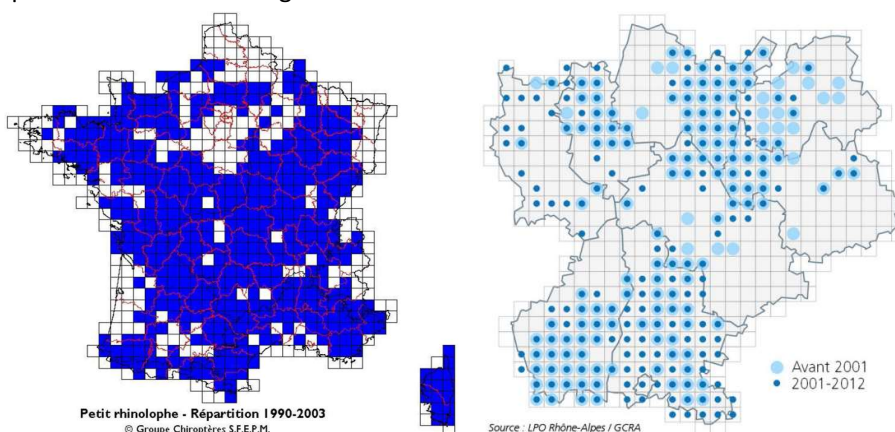 Petit rhinolophe - Répartition 1990-2003
© Groupe Chiroptères S.F.E.P.M.
Avant 2001
2001-2012
Source : LPO Rhône-Alpes / GCRA